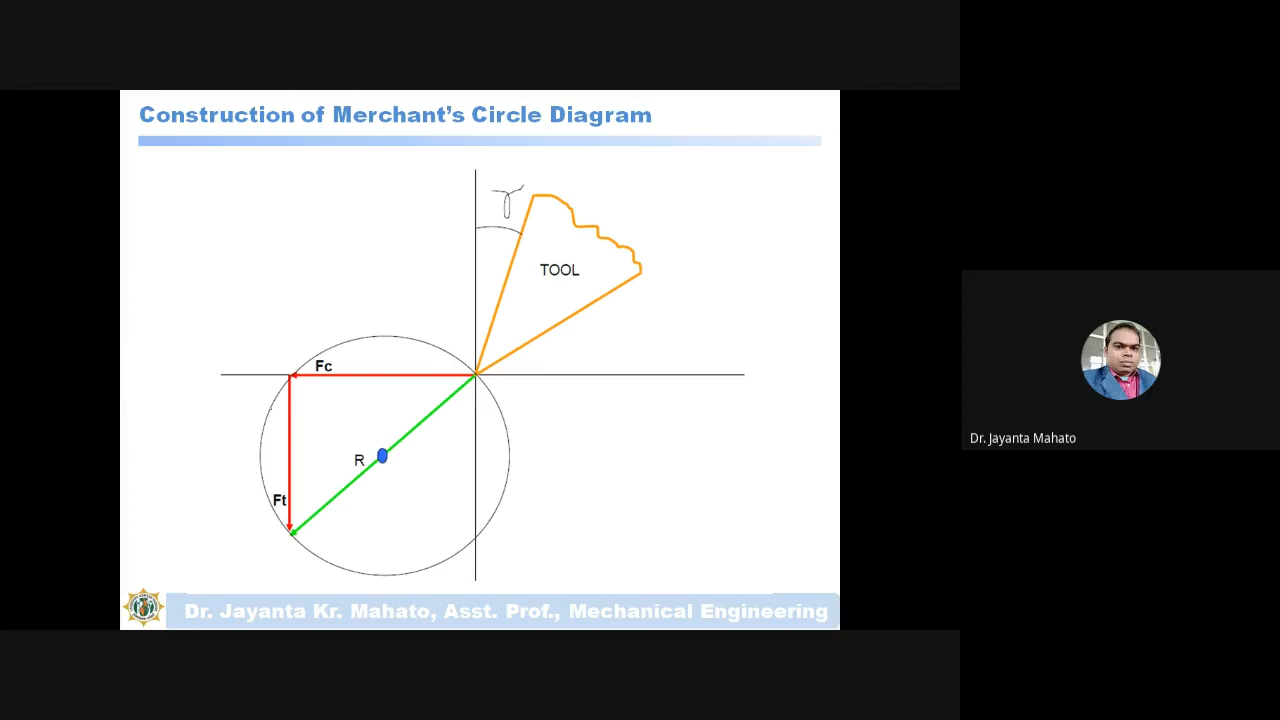 Construction of Merchant's Circle Diagram
γ
TOOL
Fc
R
Ft
Dr. Jayanta Mahato
Dr. Jayanta Kr. Mahato, Asst. Prof., Mechanical Engineering